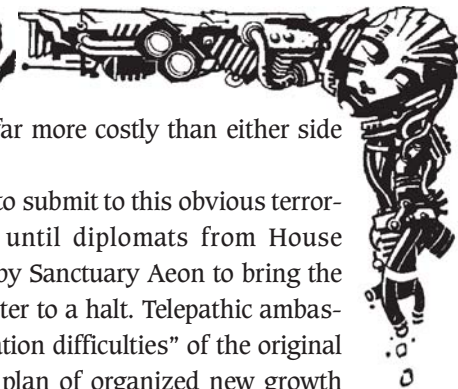 far more costly than either side
to submit to this obvious terror-
until diplomats from House
by Sanctuary Aeon to bring the
ter to a halt. Telepathic ambas-
ation difficulties” of the original
plan of organized new growth